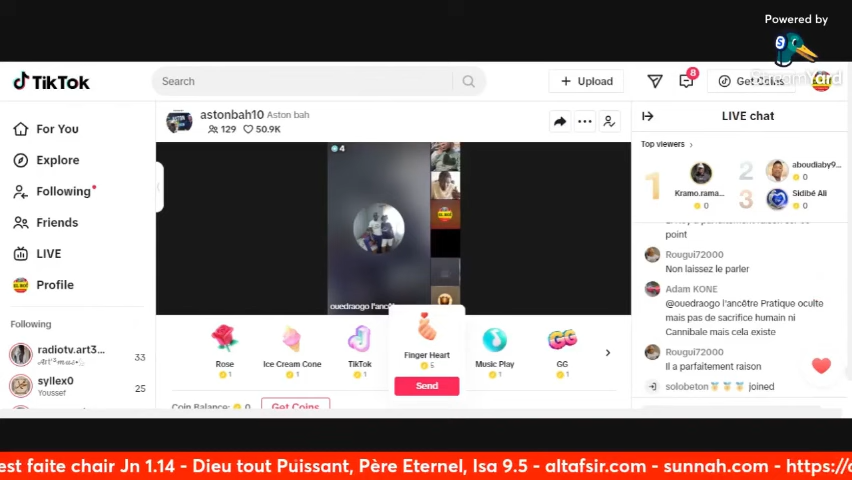 Powered by
StreamYard
TikTok
Search
+ Upload
8
Get Coins
For You
Explore
Following
Friends
LIVE
Profile
Following
radiotv.art3...
33
syllex0
Youssef
25
astonbah10 Aston bah
129 50.9K
4
ouedraogo l'ancêt
Rose
1
Ice Cream Cone
1
TikTok
1
Finger Heart
5
Send
Music Play
1
GG
1
Coin Balance: 0 Get Coins
LIVE chat
Top viewers
1
Kramo.rama...
0
2
aboudiaby9...
0
3
Sidibé Ali
0
point
Rougui72000
Non laissez le parler
Adam KONE
@ouedraogo l'ancêtre Pratique oculte
mais pas de sacrifice humain ni
Cannibale mais cela existe
Rougui72000
Il a parfaitement raison
solobeton joined
est faite chair Jn 1.14 - Dieu tout Puissant, Père Eternel, Isa 9.5 - altafsir.com - sunnah.com - https://